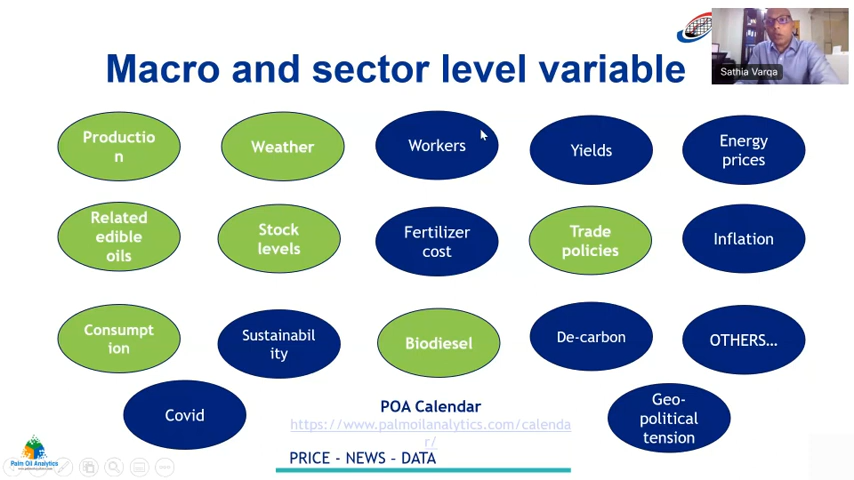 Macro and sector level variable
Sathia Varqa
Productio
n
Weather
Workers
Yields
Energy
prices
Related
edible
oils
Stock
levels
Fertilizer
cost
Trade
policies
Inflation
Consumpt
ion
Sustainabil
ity
Biodiesel
De-carbon
OTHERS...
Covid
POA Calendar
https://www.palmoilanalytics.com/calenda
r/
PRICE - NEWS – DATA
Geo-
political
tension
Palm Oil Analytics